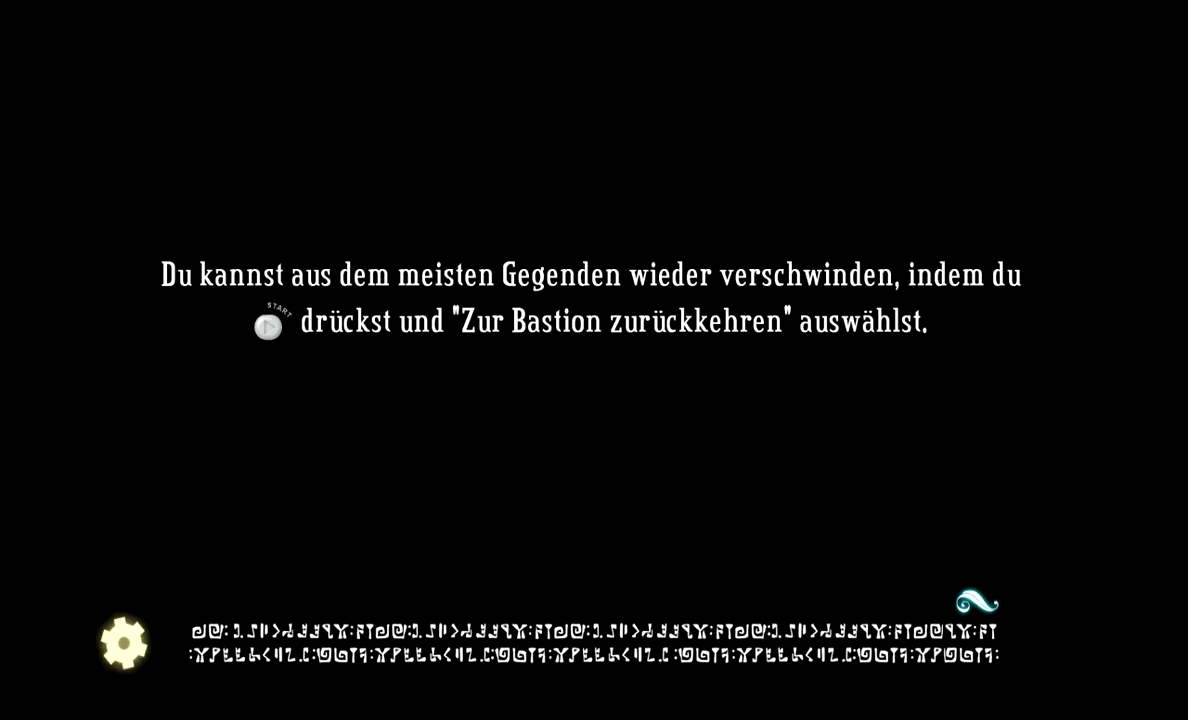 Du kannst aus dem meisten Gegenden wieder verschwinden, indem du
START drückst und "Zur Bastion zurückkehren" auswählst.